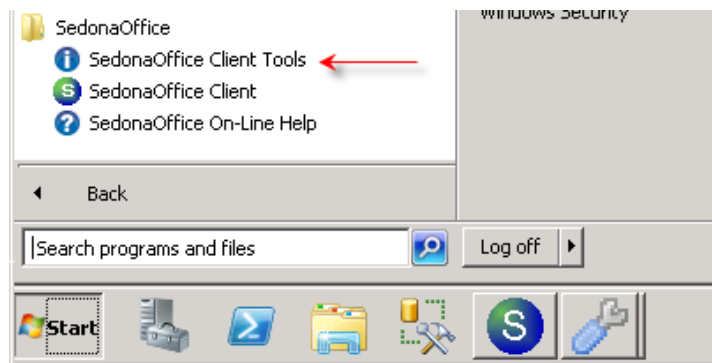 Windows Security
SedonaOffice
SedonaOffice Client Tools
SedonaOffice Client
SedonaOffice On-Line Help
Back
Search programs and files
Log off
Start
S